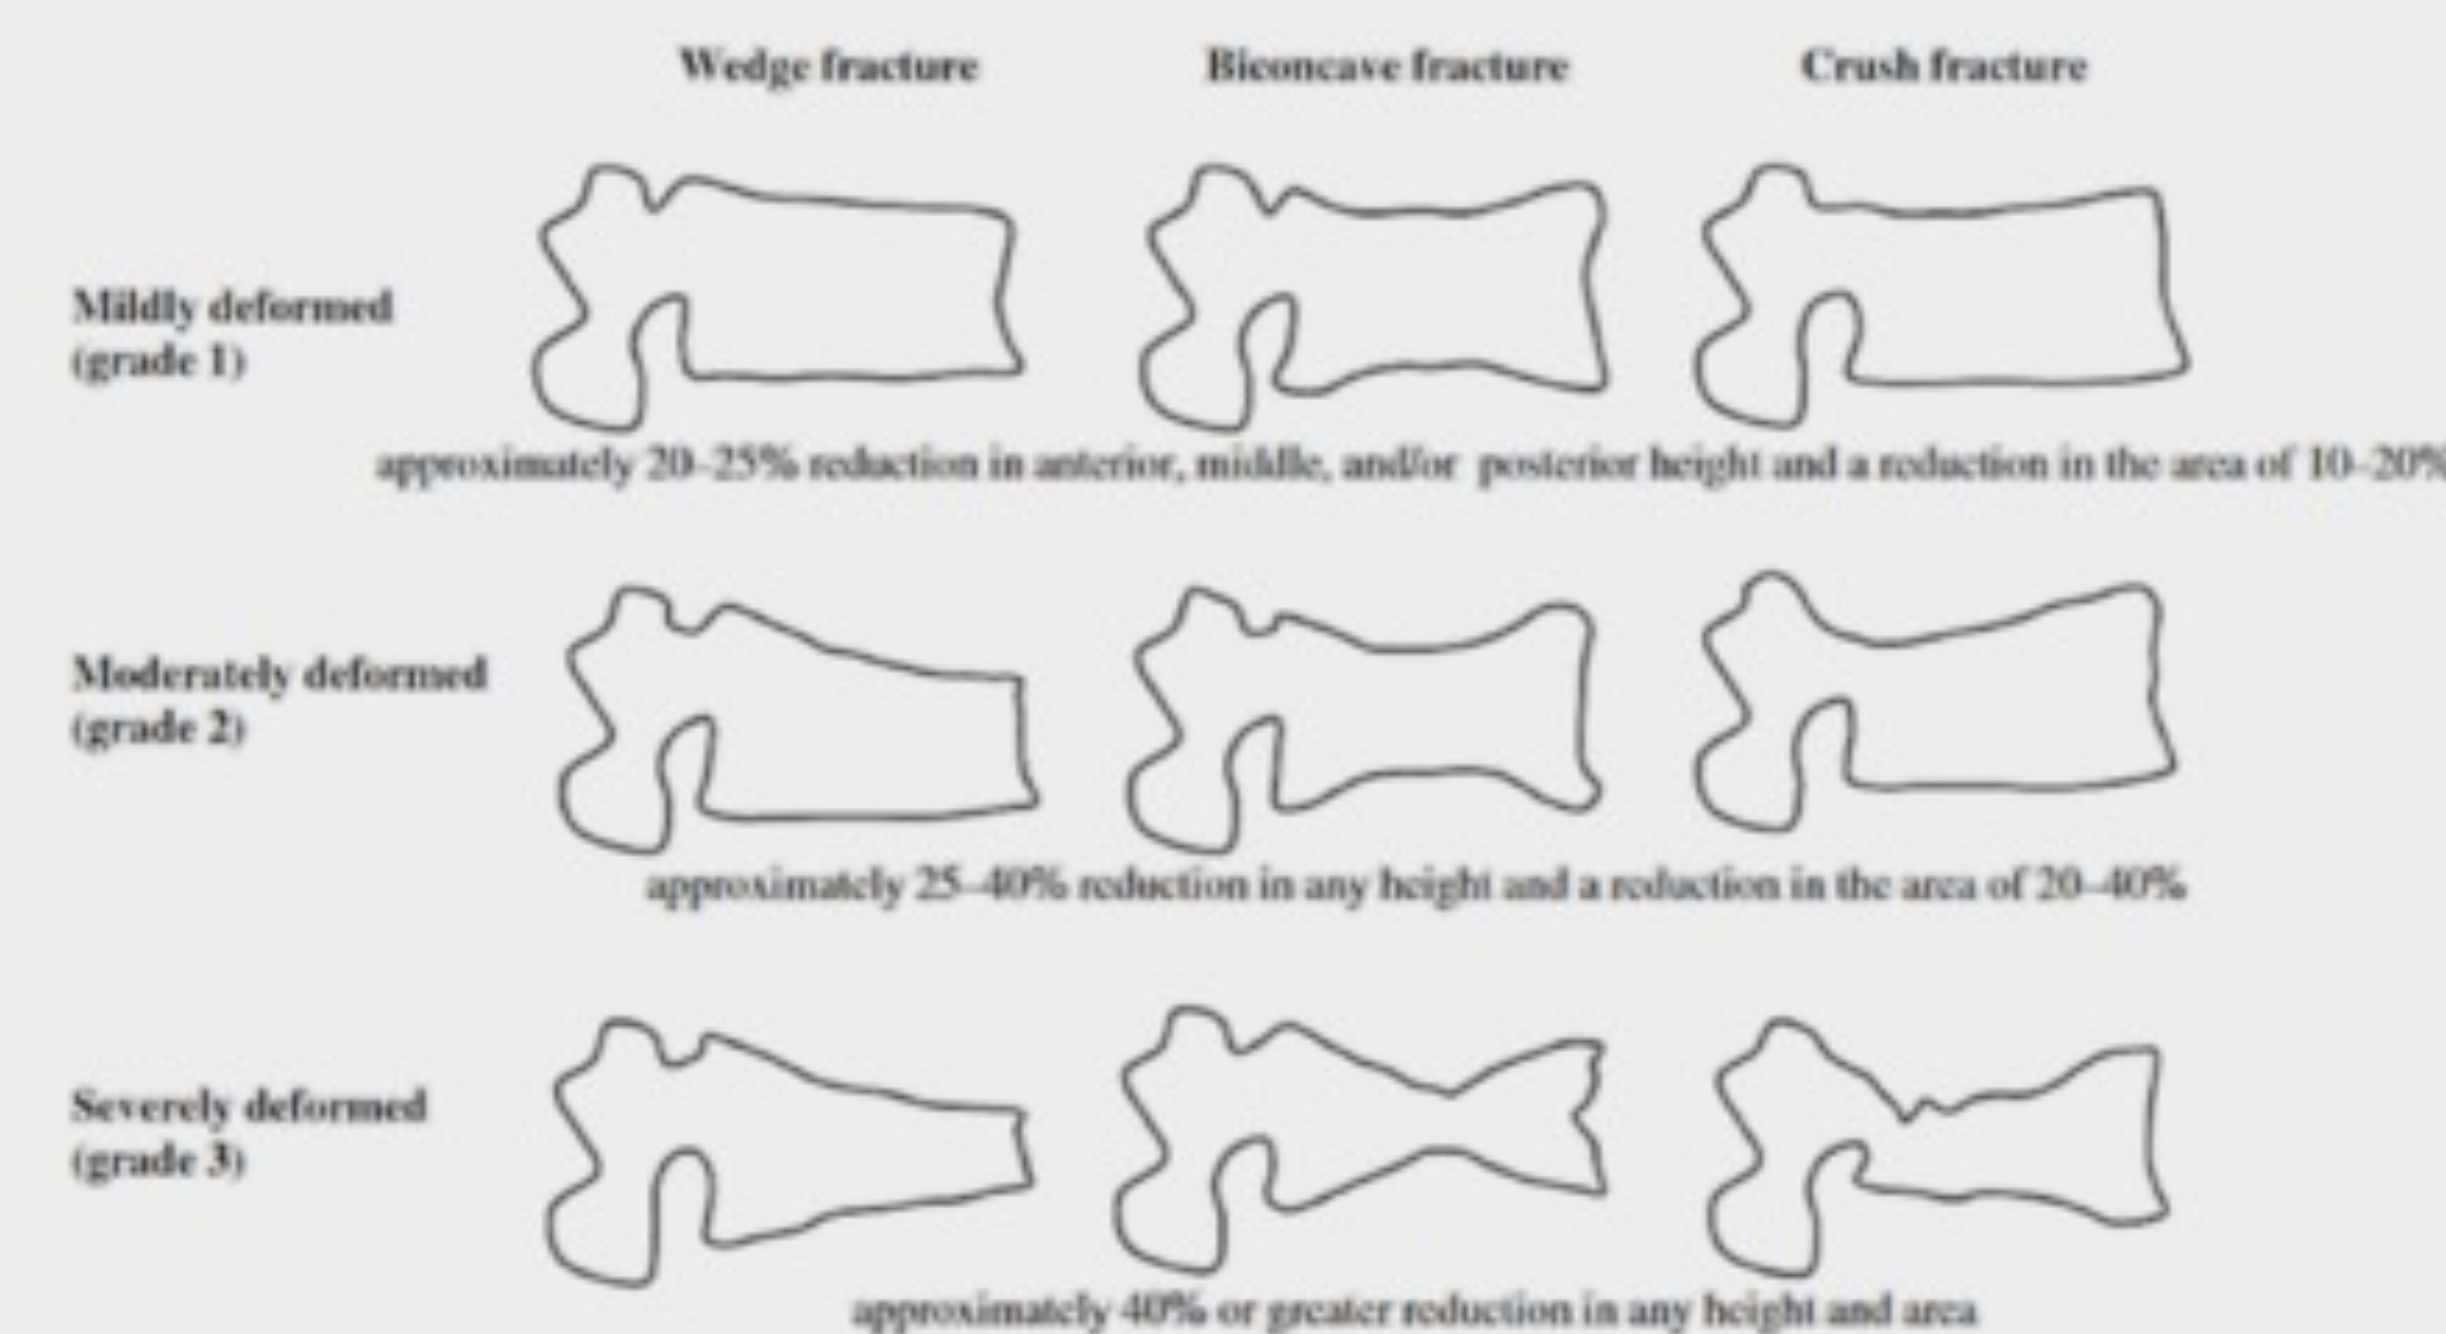 Wedge fracture Biconcave fracture Crush fracture
Mildly deformed
(grade 1)
approximately 20–25% reduction in anterior, middle, and/or posterior height and a reduction in the area of 10–20%
Moderately deformed
(grade 2)
approximately 25–40% reduction in any height and a reduction in the area of 20–40%
Severely deformed
(grade 3)
approximately 40% or greater reduction in any height and area